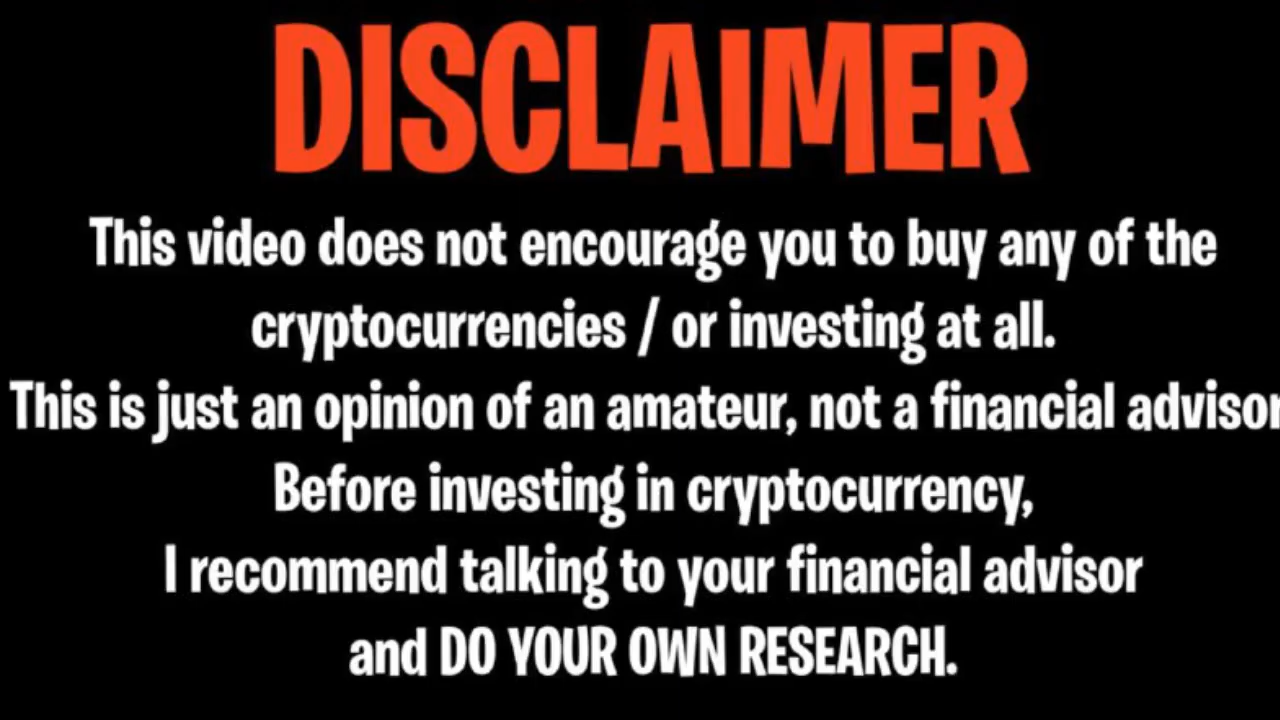 DISCLAIMER
This video does not encourage you to buy any of the
cryptocurrencies / or investing at all.
This is just an opinion of an amateur, not a financial advisor
Before investing in cryptocurrency,
I recommend talking to your financial advisor
and DO YOUR OWN RESEARCH.